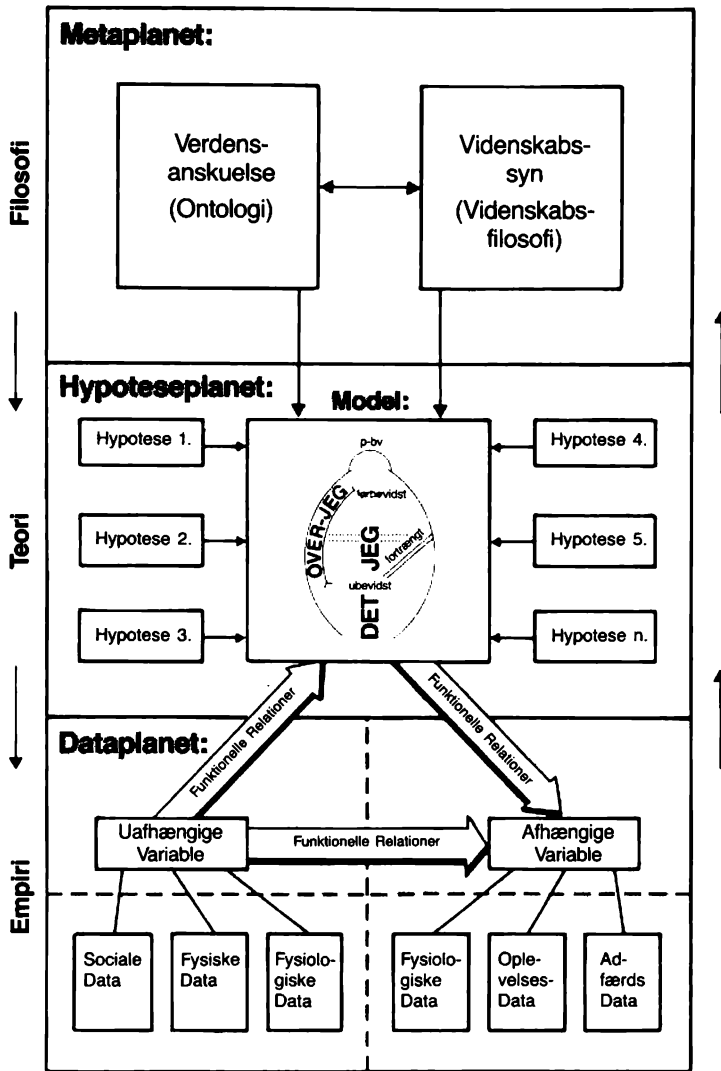 Metaplanet:
Filosofi
Verdens-
anskuelse
(Ontologi)
Videnskabs-
syn
(Videnskabs-
filosofi)
Hypoteseplanet:
Teori
Model:
Hypotese 1.
Hypotese 2.
Hypotese 3.
p-bv
førbevidst
OVER-JEG
JEG
fortrængt
ubevidst
DET
Hypotese 4.
Hypotese 5.
Hypotese n.
Funktionelle Relationer
Funktionelle Relationer
Dataplanet:
Empiri
Uafhængige
Variable
Funktionelle Relationer
Afhængige
Variable
Sociale
Data
Fysiske
Data
Fysiolo-
giske
Data
Fysiolo-
giske
Data
Ople-
velses-
Data
Ad-
færds
Data